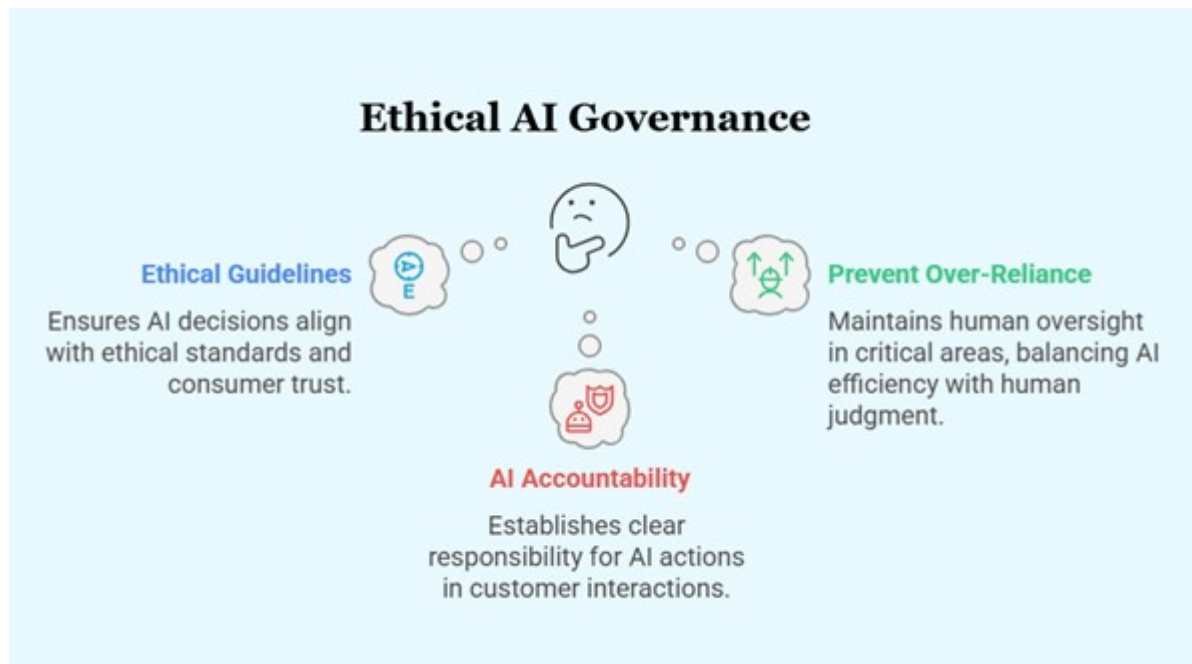 Ethical AI Governance
Ethical Guidelines
Ensures AI decisions align
with ethical standards and
consumer trust.
E
AI Accountability
Establishes clear
responsibility for AI actions
in customer interactions.
Prevent Over-Reliance
Maintains human oversight
in critical areas, balancing AI
efficiency with human
judgment.